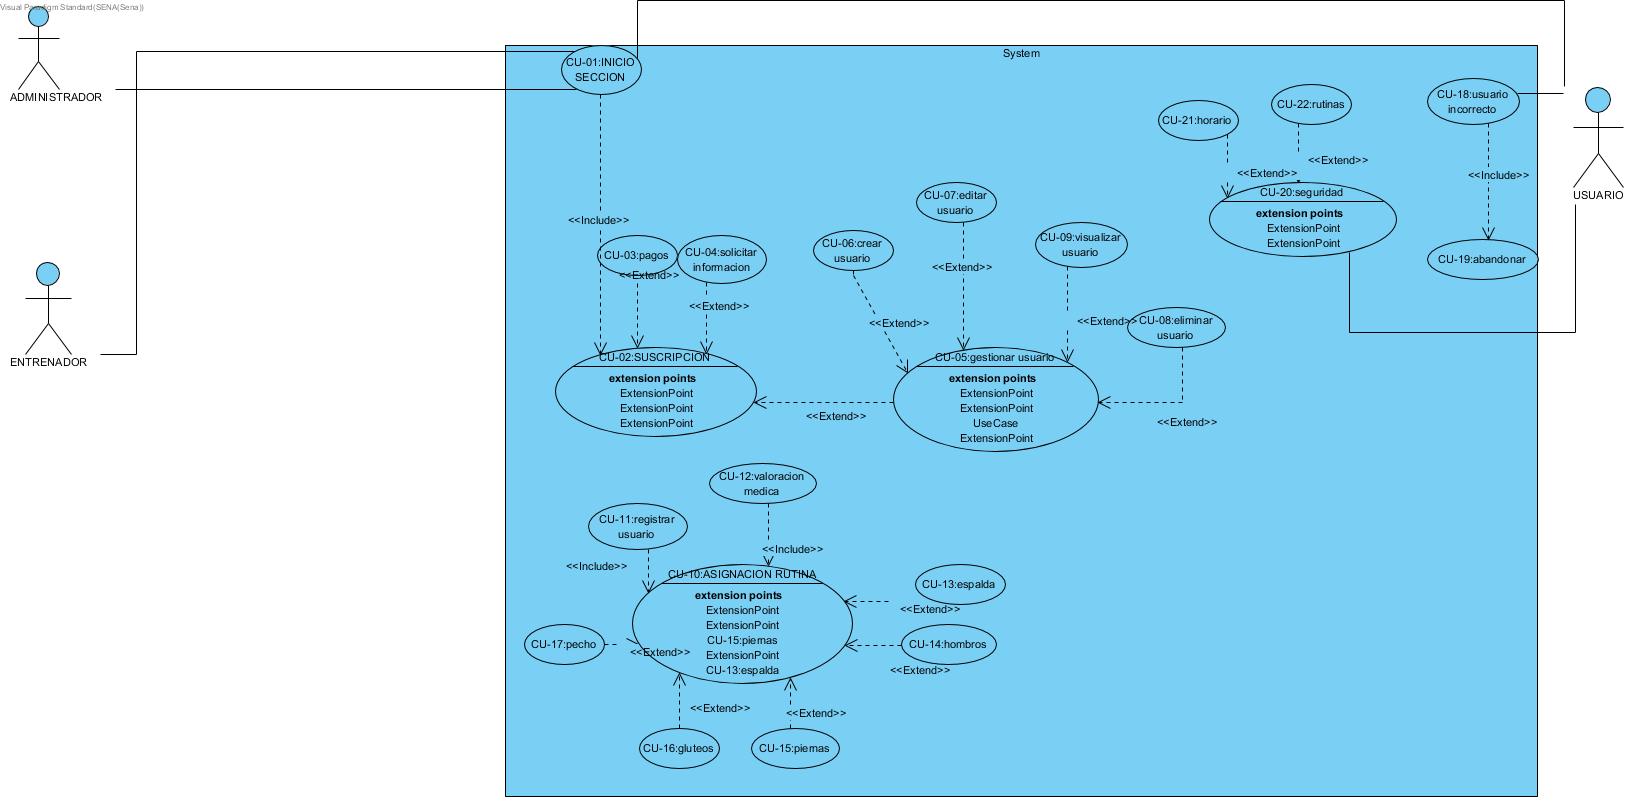 Visual Paradigm Standard(SENA(Sena))
System
CU-01:INICIO
SECCION
ADMINISTRADOR
CU-18:usuario
incorrecto
CU-22:rutinas
CU-21:horario
<<Extend>>
<<Extend>>
<<Include>>
USUARIO
CU-20:seguridad
extension points
ExtensionPoint
ExtensionPoint
CU-07:editar
usuario
<<Include>>
CU-09:visualizar
usuario
CU-06:crear
usuario
CU-04:solicitar
informacion
CU-03:pagos
<<Extend>>
CU-19:abandonar
<<Extend>>
<<Extend>>
<<Extend>>
<<Extend>>
CU-08:eliminar
usuario
ENTRENADOR
CU-02:SUSCRIPCION
extension points
ExtensionPoint
ExtensionPoint
ExtensionPoint
CU-05:gestionar usuario
extension points
ExtensionPoint
ExtensionPoint
UseCase
ExtensionPoint
<<Extend>>
<<Extend>>
CU-12:valoracion
medica
CU-11:registrar
usuario
<<Include>>
<<Include>>
CU-10:ASIGNACION RUTINA
extension points
ExtensionPoint
ExtensionPoint
CU-15:piernas
ExtensionPoint
CU-13:espalda
CU-13:espalda
<<Extend>>
CU-17:pecho
<<Extend>>
CU-14:hombros
<<Extend>>
<<Extend>>
<<Extend>>
CU-16:gluteos
CU-15:piernas